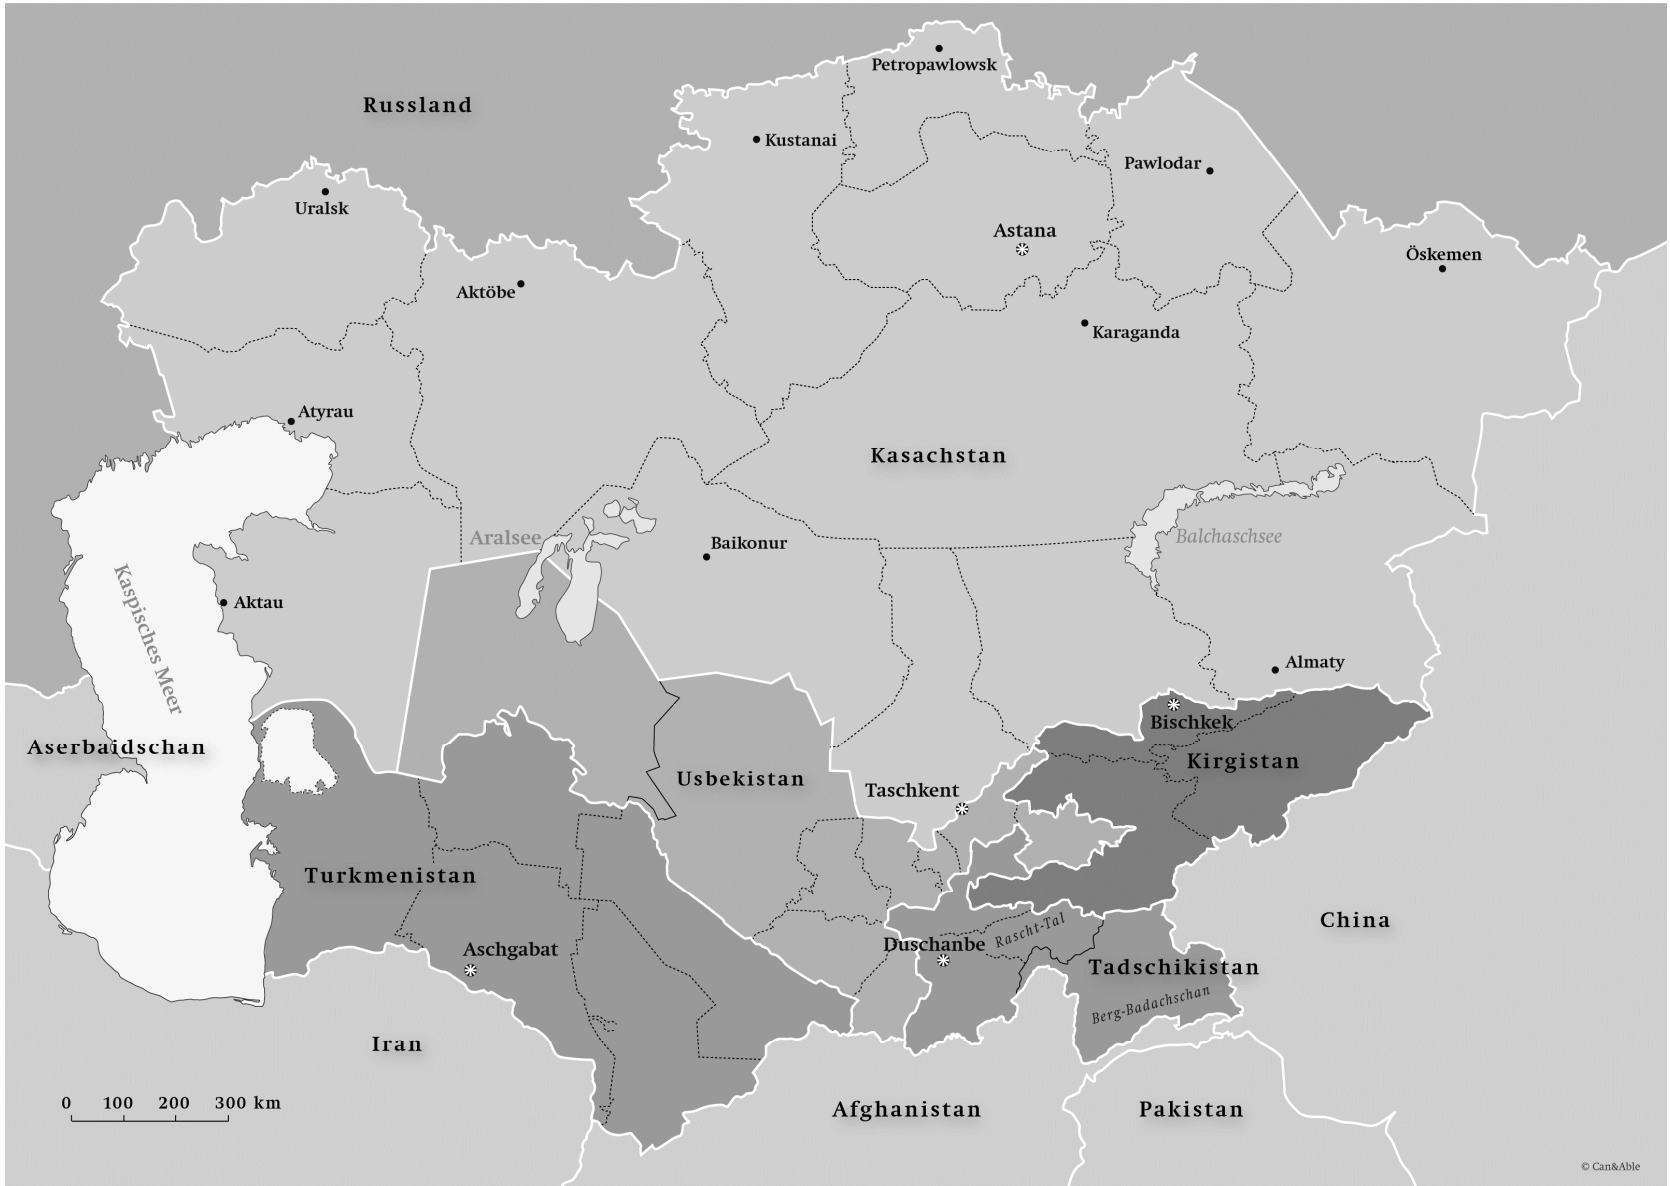 Petropawlowsk
Russland
Kustanai
Pawlodar
Uralsk
Astana
Öskemen
Aktöbe
Karaganda
Atyrau
Kasachstan
Aralsee
Balchaschsee
Baikonur
Kaspisches Meer
Aktau
Almaty
Bischkek
Aserbaidschan
Kirgistan
Usbekistan
Taschkent
Turkmenistan
China
Rascht-Tal
Duschanbe
Aschgabat
Tadschikistan
Berg-Badachschan
Iran
0 100 200 300 km
Afghanistan
Pakistan
© Can&Able